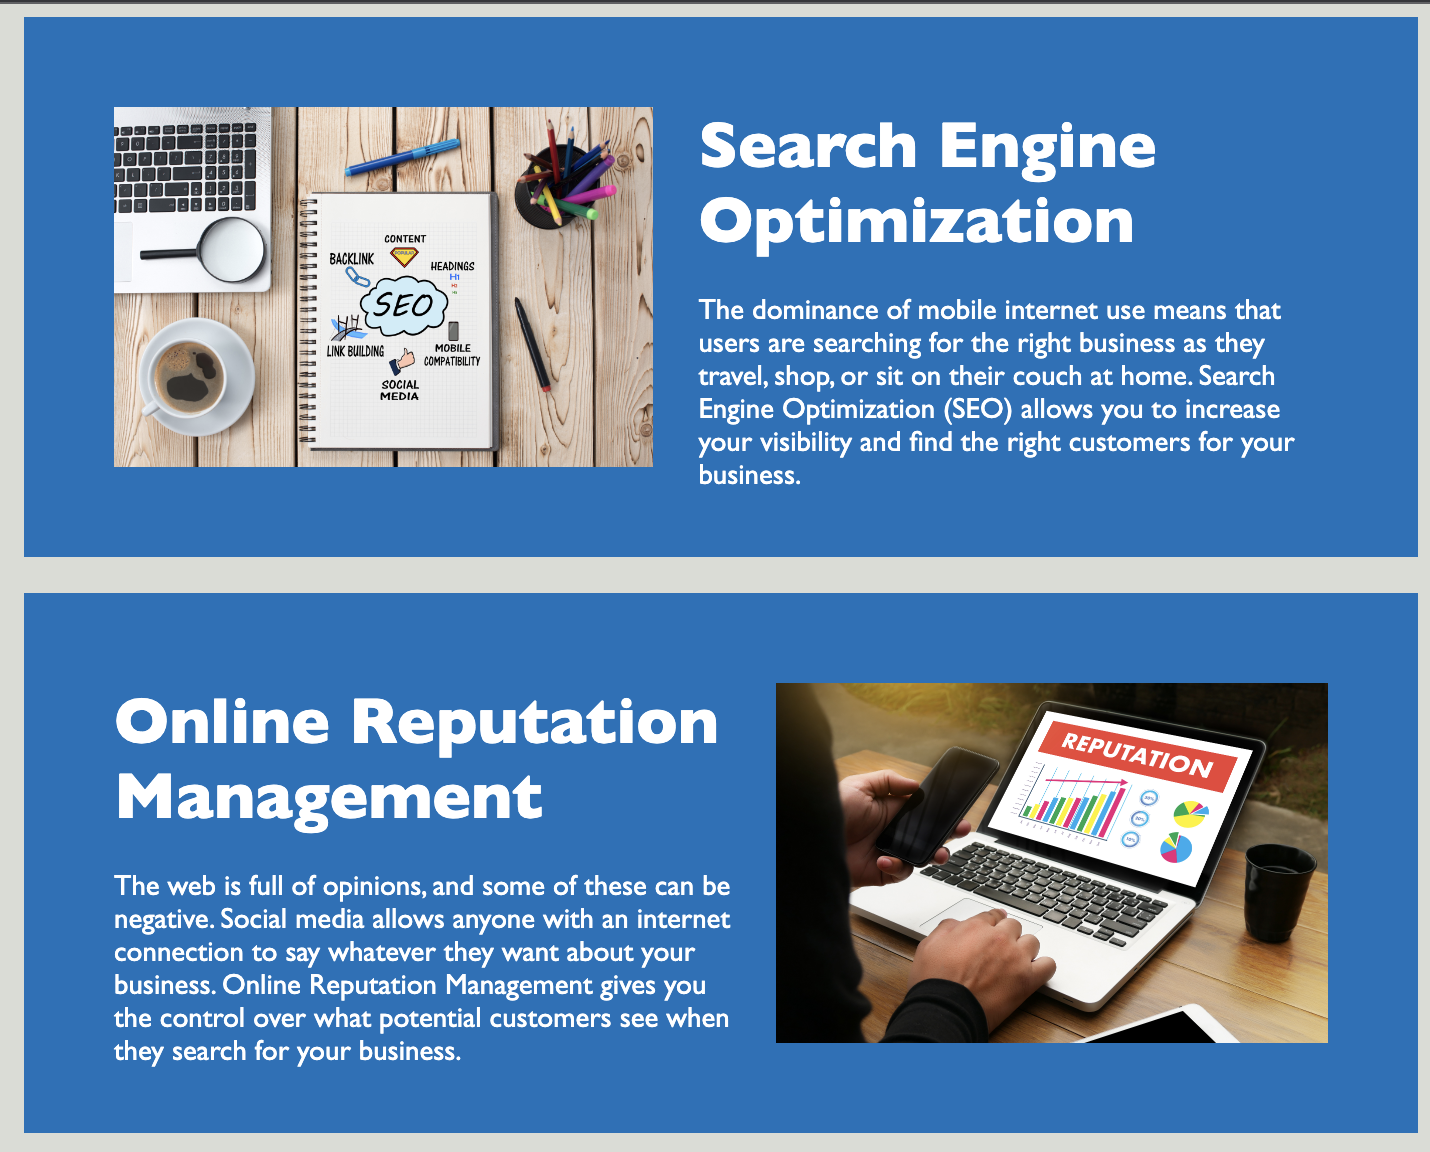 CONTENT
POPULAR
BACKLINK
HEADINGS
H1
H2
H3
SEO
LINK BUILDING
MOBILE
COMPATIBILITY
SOCIAL
MEDIA
Search Engine
Optimization
The dominance of mobile internet use means that
users are searching for the right business as they
travel, shop, or sit on their couch at home. Search
Engine Optimization (SEO) allows you to increase
your visibility and find the right customers for your
business.
Online Reputation
Management
The web is full of opinions, and some of these can be
negative. Social media allows anyone with an internet
connection to say whatever they want about your
business. Online Reputation Management gives you
the control over what potential customers see when
they search for your business.
REPUTATION